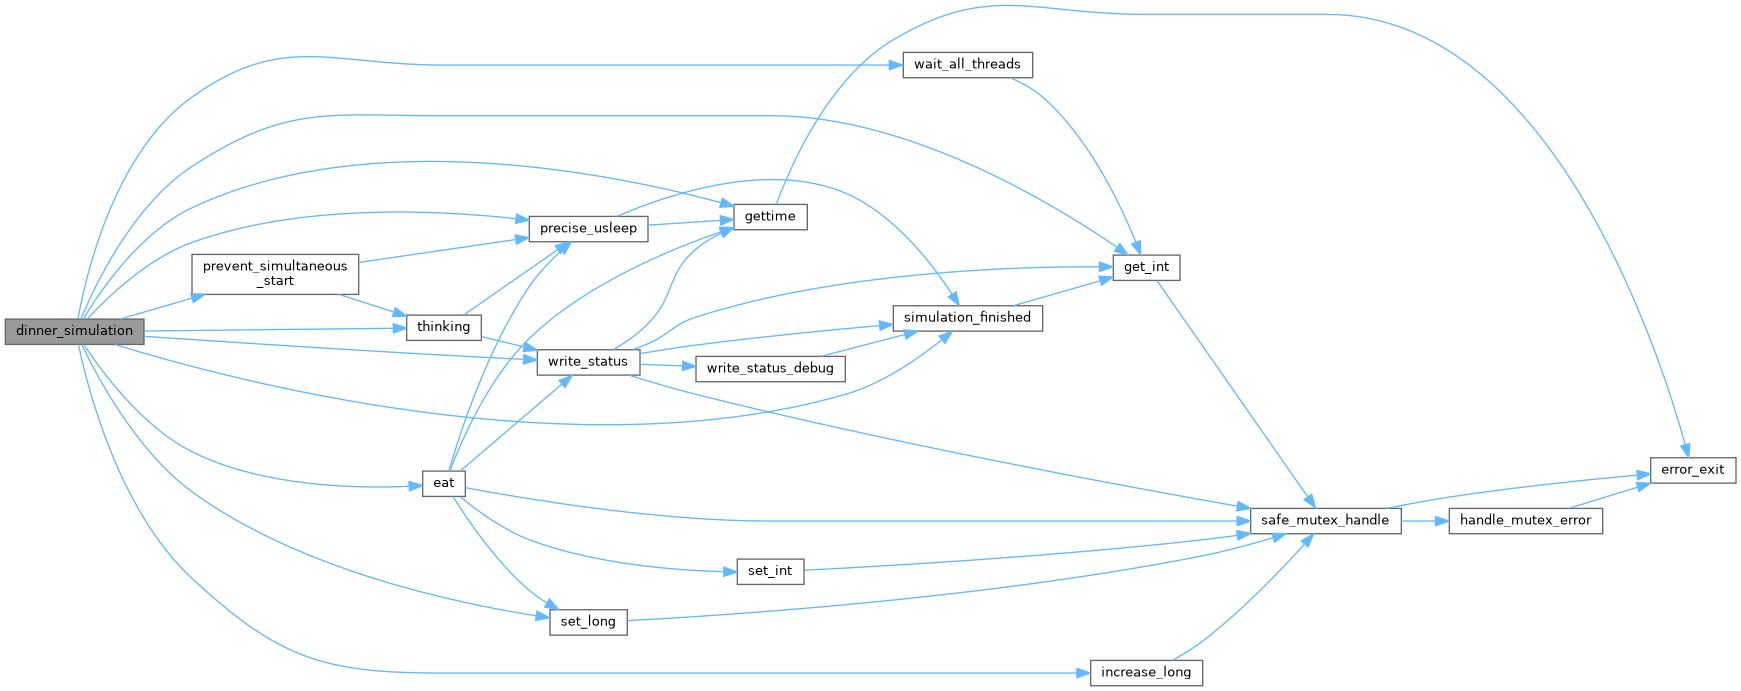 wait_all_threads
gettime
precise_usleep
prevent_simultaneous
_start
get_int
simulation_finished
thinking
dinner_simulation
write_status
write_status_debug
error_exit
eat
safe_mutex_handle
handle_mutex_error
set_int
set_long
increase_long